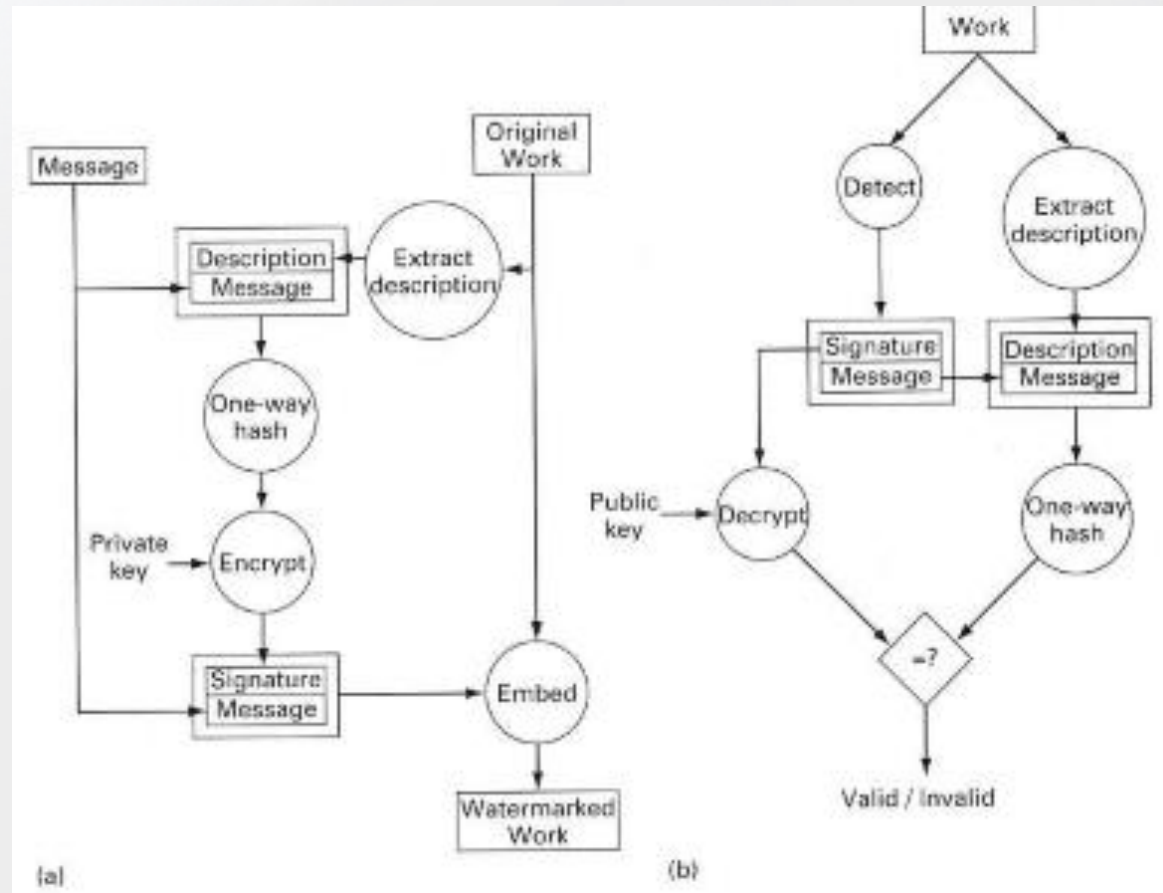 Message
Original
Work
Description
Message
Extract
description
One-way
hash
Private
key
Encrypt
Signature
Message
Embed
Watermarked
Work
(a)
Work
Detect
Extract
description
Signature
Message
Description
Message
Public
key
Decrypt
One-way
hash
=?
Valid / Invalid
(b)